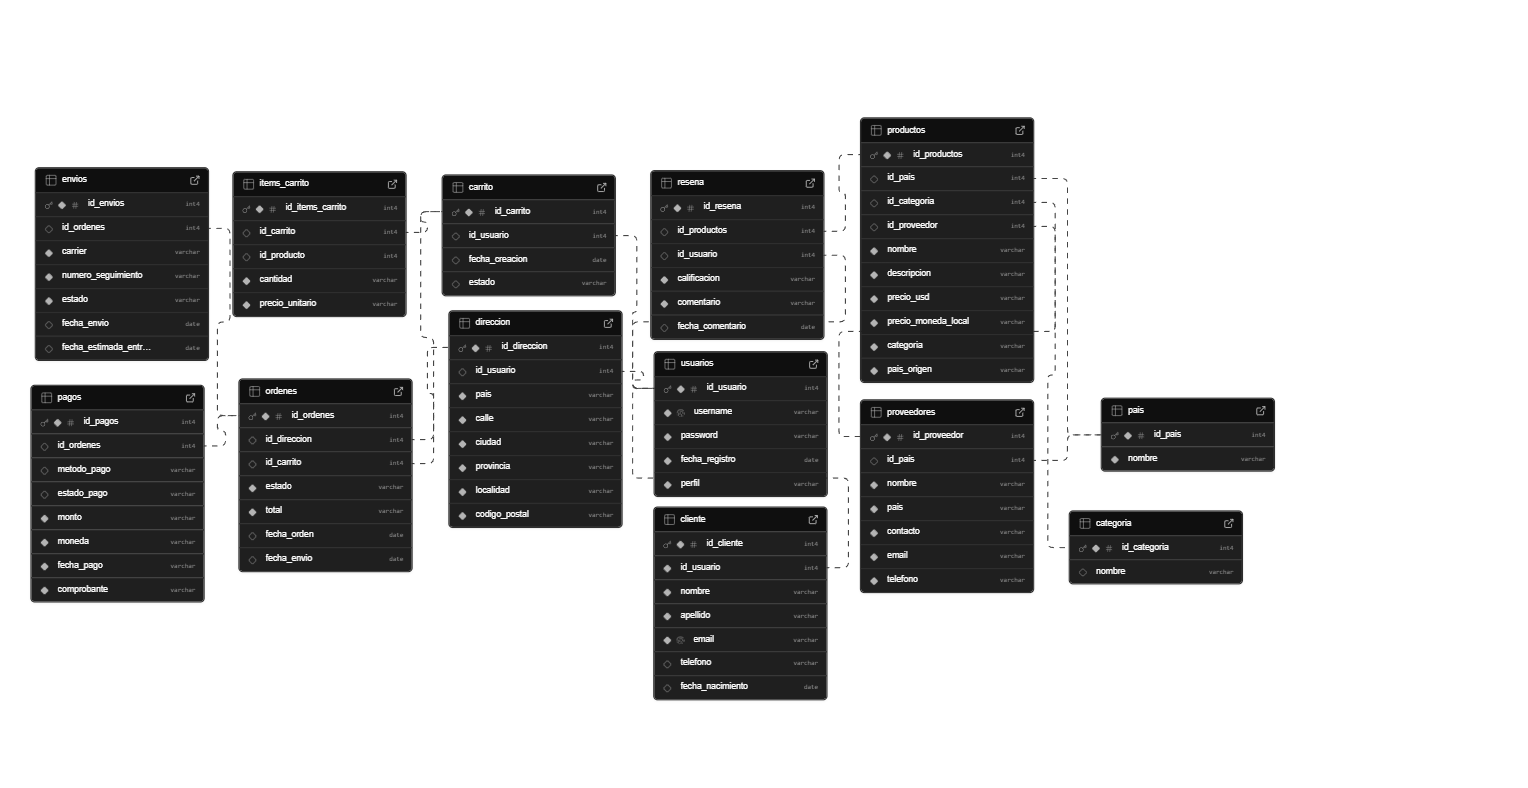 envios
id_envios int4
id_ordenes int4
carrier varchar
numero_seguimiento varchar
estado varchar
fecha_envio date
fecha_estimada_entr... date
pagos
id_pagos int4
id_ordenes int4
metodo_pago varchar
estado_pago varchar
monto varchar
moneda varchar
fecha_pago varchar
comprobante varchar
items_carrito
id_items_carrito int4
id_carrito int4
id_producto int4
cantidad varchar
precio_unitario varchar
ordenes
id_ordenes int4
id_direccion int4
id_carrito int4
estado varchar
total varchar
fecha_orden date
fecha_envio date
carrito
id_carrito int4
id_usuario int4
fecha_creacion date
estado varchar
direccion
id_direccion int4
id_usuario int4
pais varchar
calle varchar
ciudad varchar
provincia varchar
localidad varchar
codigo_postal varchar
resena
id_resena int4
id_productos int4
id_usuario int4
calificacion varchar
comentario varchar
fecha_comentario date
usuarios
id_usuario int4
username varchar
password varchar
fecha_registro date
perfil varchar
cliente
id_cliente int4
id_usuario int4
nombre varchar
apellido varchar
email varchar
telefono varchar
fecha_nacimiento date
productos
id_productos int4
id_pais int4
id_categoria int4
id_proveedor int4
nombre varchar
descripcion varchar
precio_usd varchar
precio_moneda_local varchar
categoria varchar
pais_origen varchar
proveedores
id_proveedor int4
id_pais int4
nombre varchar
pais varchar
contacto varchar
email varchar
telefono varchar
pais
id_pais int4
nombre varchar
categoria
id_categoria int4
nombre varchar